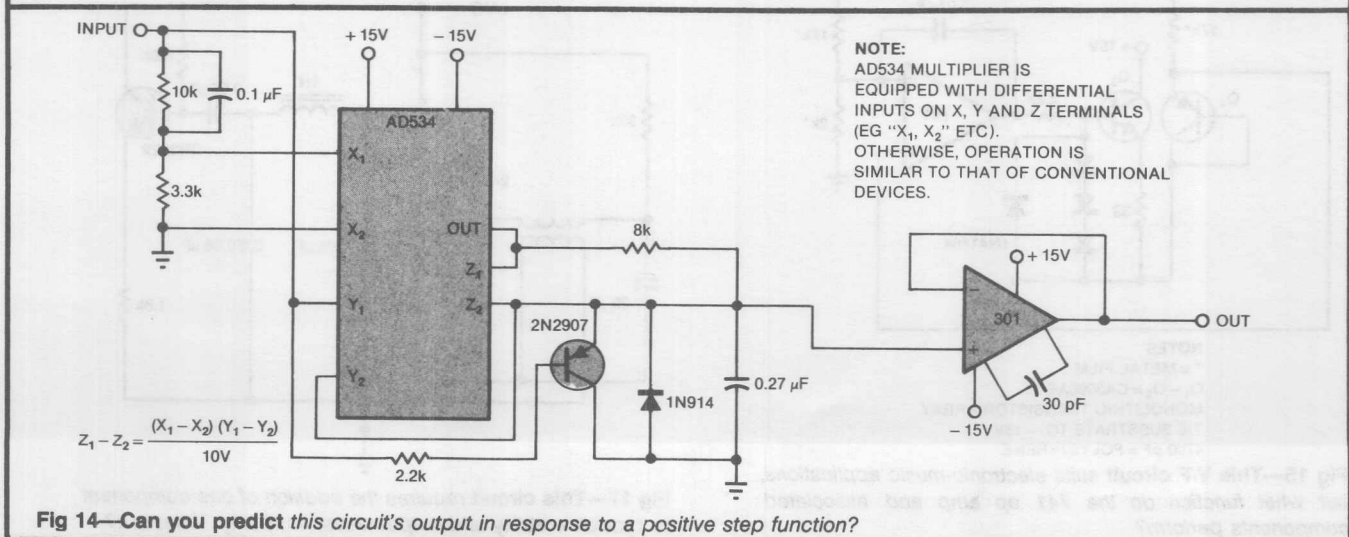 INPUT
+ 15V
− 15V
10k
0.1 µF
3.3k
AD534
X₁
X₂
Y₁
Y₂
OUT
Z₁
Z₂
8k
2N2907
1N914
0.27 µF
2.2k
Z₁ − Z₂ = (X₁ − X₂) (Y₁ − Y₂)
10V
NOTE:
AD534 MULTIPLIER IS
EQUIPPED WITH DIFFERENTIAL
INPUTS ON X, Y AND Z TERMINALS
(EG "X₁, X₂" ETC).
OTHERWISE, OPERATION IS
SIMILAR TO THAT OF CONVENTIONAL
DEVICES.
+ 15V
−
301
+
OUT
30 pF
− 15V
Fig 14—Can you predict this circuit's output in response to a positive step function?